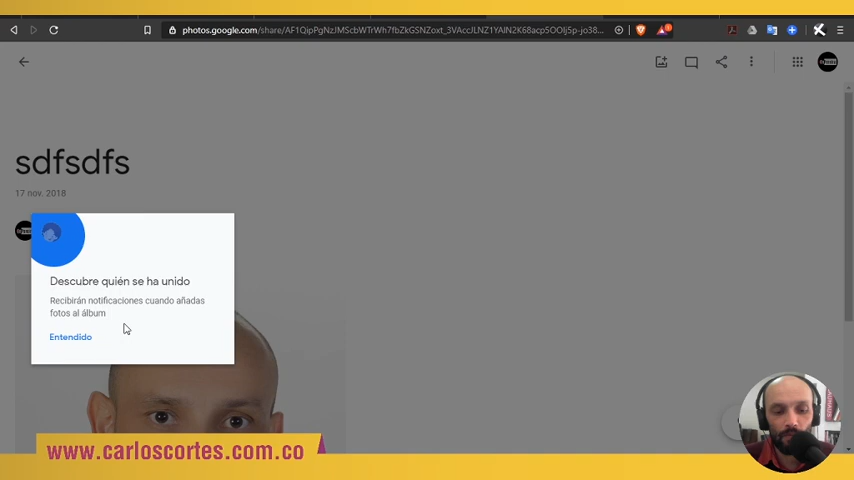 photos.google.com/share/AF1QipPgNzJMScbWTrWh7fbZkGSNZoxt_3VAccJLNZ1YAlN2K68acp5OOlj5p-jo38...
sdfsdfs
17 nov. 2018
Descubre quién se ha unido
Recibirán notificaciones cuando añadas
fotos al álbum
Entendido
www.carloscortes.com.co